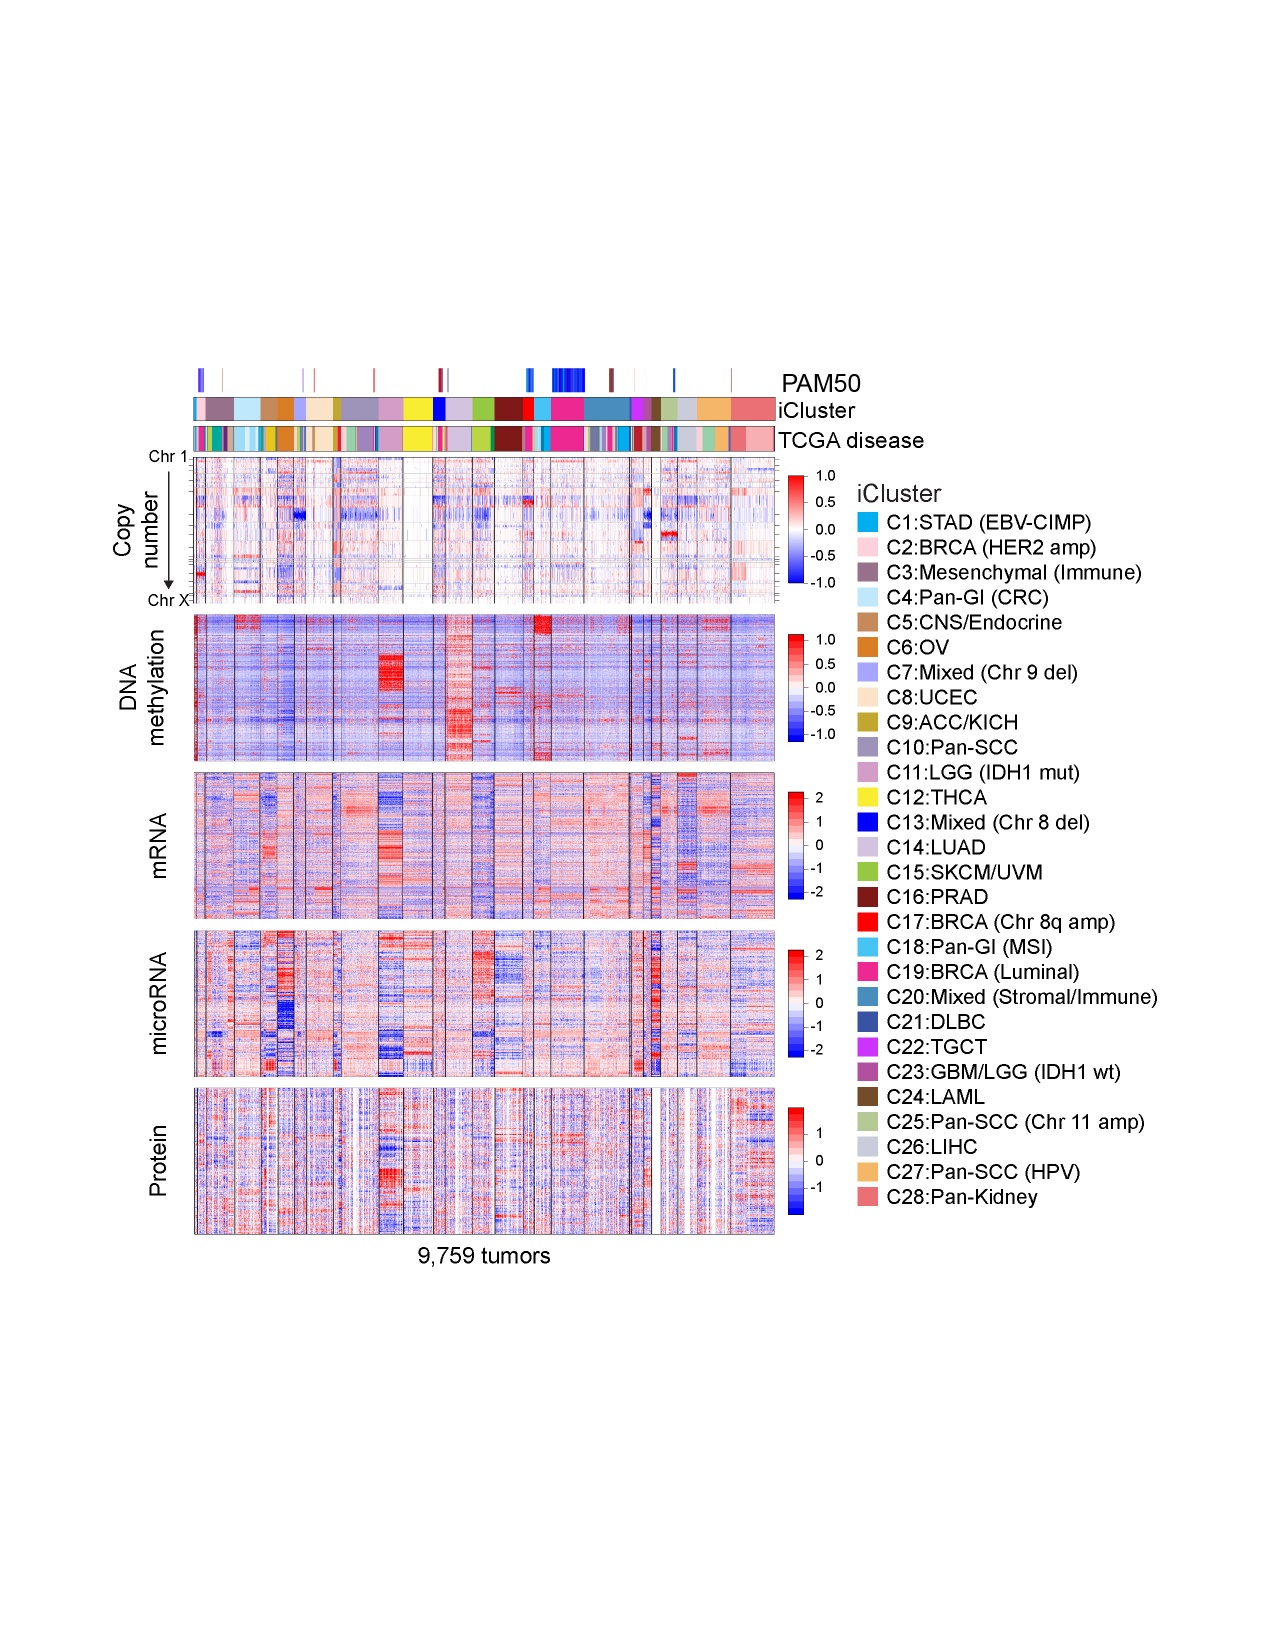 PAM50
iCluster
TCGA disease
Chr 1
Copy
number
Chr X
1.0
0.5
0.0
-0.5
-1.0
DNA
methylation
1.0
0.5
0.0
-0.5
-1.0
mRNA
2
1
0
-1
-2
microRNA
2
1
0
-1
-2
Protein
1
0
-1
9,759 tumors
iCluster
C1:STAD (EBV-CIMP)
C2:BRCA (HER2 amp)
C3:Mesenchymal (Immune)
C4:Pan-GI (CRC)
C5:CNS/Endocrine
C6:OV
C7:Mixed (Chr 9 del)
C8:UCEC
C9:ACC/KICH
C10:Pan-SCC
C11:LGG (IDH1 mut)
C12:THCA
C13:Mixed (Chr 8 del)
C14:LUAD
C15:SKCM/UVM
C16:PRAD
C17:BRCA (Chr 8q amp)
C18:Pan-GI (MSI)
C19:BRCA (Luminal)
C20:Mixed (Stromal/Immune)
C21:DLBC
C22:TGCT
C23:GBM/LGG (IDH1 wt)
C24:LAML
C25:Pan-SCC (Chr 11 amp)
C26:LIHC
C27:Pan-SCC (HPV)
C28:Pan-Kidney